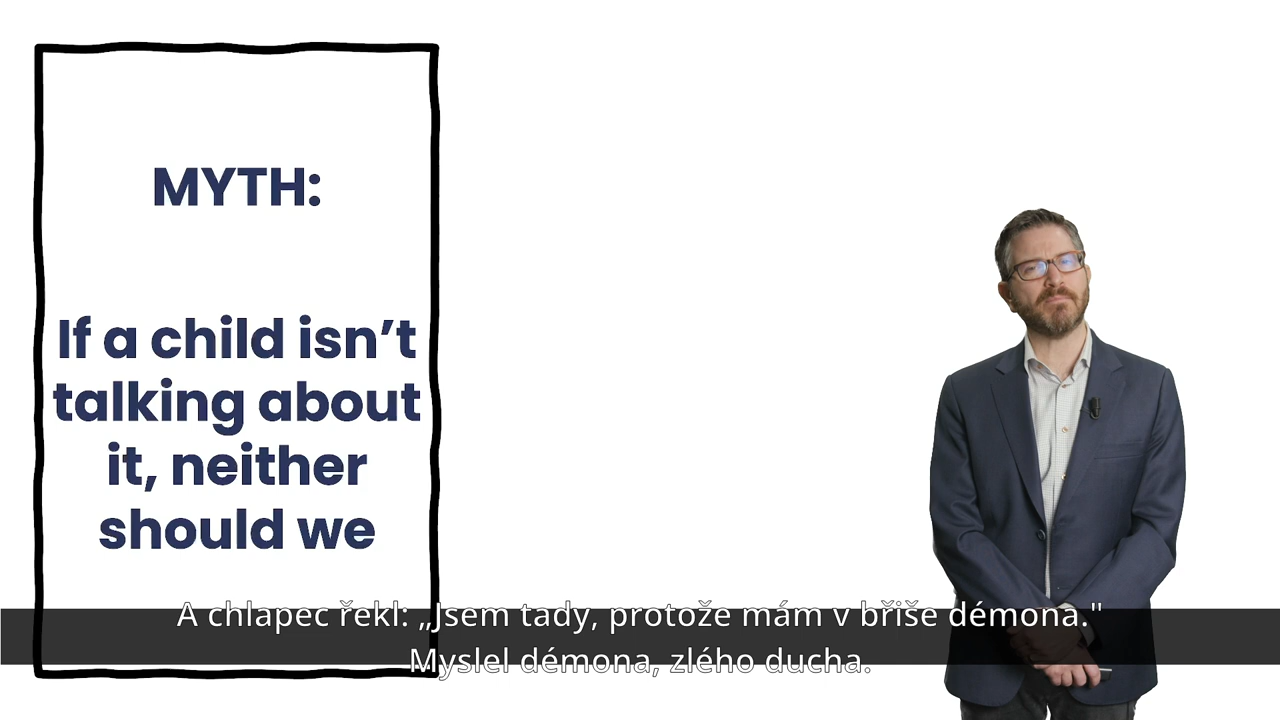 MYTH:
If a child isn’t
talking about
it, neither
should we
A chlapec řekl: „Jsem tady, protože mám v břiše démona."
Myslel démona, zlého ducha.